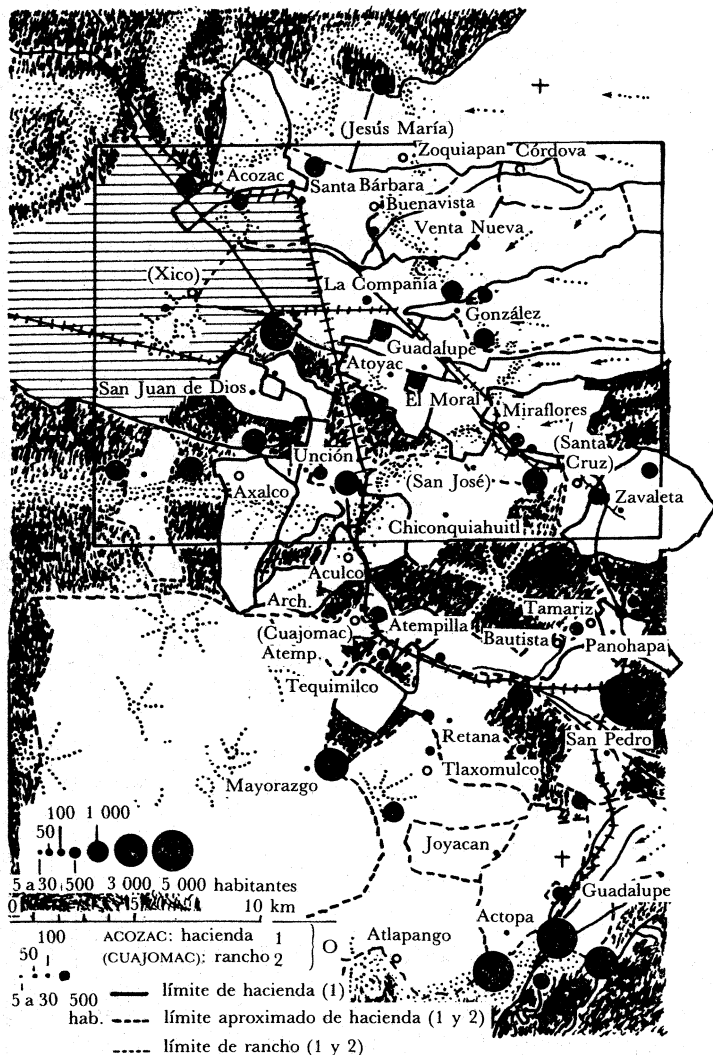 (Jesús María)
Zoquiapan Córdova
Acozac
Santa Bárbara
Buenavista
Venta Nueva
(Xico)
La Compañía
González
Guadalupe
Atoyac
San Juan de Dios
El Moral
Miraflores
(Santa
Cruz)
Unción
Axalco
(San José)
Zavaleta
Chiconquiahuitl
Aculco
Arch.
Tamariz
(Cuajomac)
Atempilla
Bautista
Panohapa
Atemp.
Tequimilco
Retana
San Pedro
Tlaxomulco
Mayorazgo
100 1 000
50
Joyacan
5 a 30 500 3 000 5 000 habitantes
Guadalupe
0 5 10 km
Actopa
100 ACOZAC: hacienda 1
(CUAJOMAC): rancho 2 } O
Atlapango
50
5 a 30 500
hab.
límite de hacienda (1)
límite aproximado de hacienda (1 y 2)
límite de rancho (1 y 2)